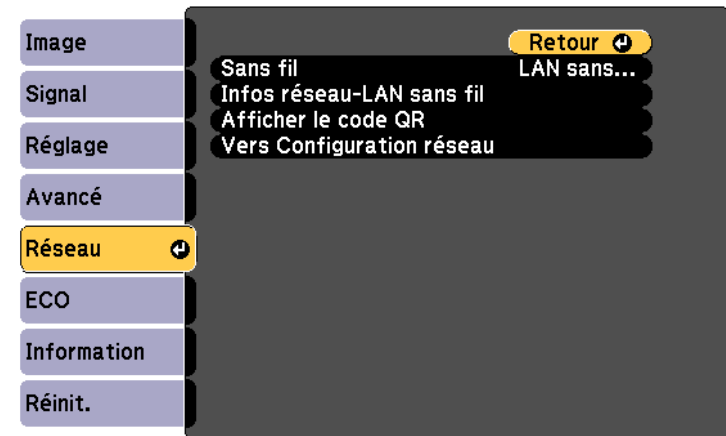 Image
Signal
Réglage
Avancé
Réseau
ECO
Information
Réinit.
Retour
Sans fil LAN sans...
Infos réseau-LAN sans fil
Afficher le code QR
Vers Configuration réseau